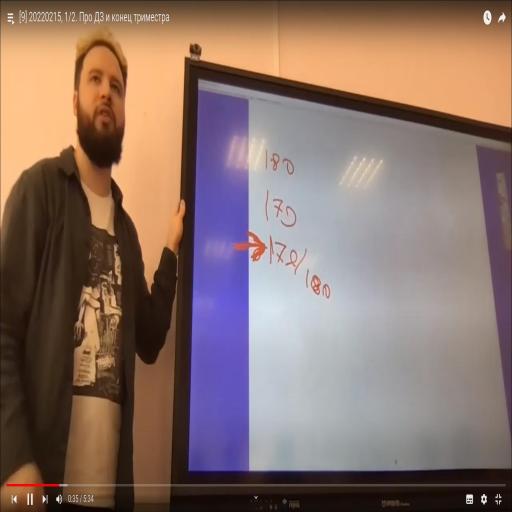 [9] 20220215, 1/2. Про ДЗ и конец триместра
180
170
172/
180
0:35 / 5:34